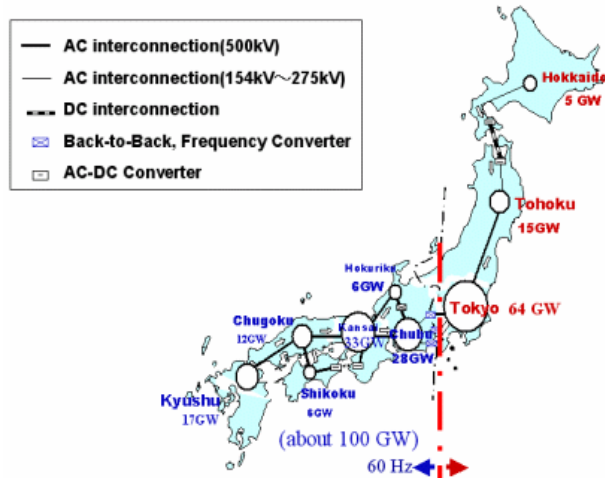 AC interconnection(500kV)
AC interconnection(154kV～275kV)
DC interconnection
Back-to-Back, Frequency Converter
AC-DC Converter
Hokkaido
5 GW
Tohoku
15GW
Hokuriku
6GW
Tokyo 64 GW
Chugoku
12GW
Kansai
33GW
Chubu
28GW
Kyushu
17GW
Shikoku
6GW
(about 100 GW)
60 Hz